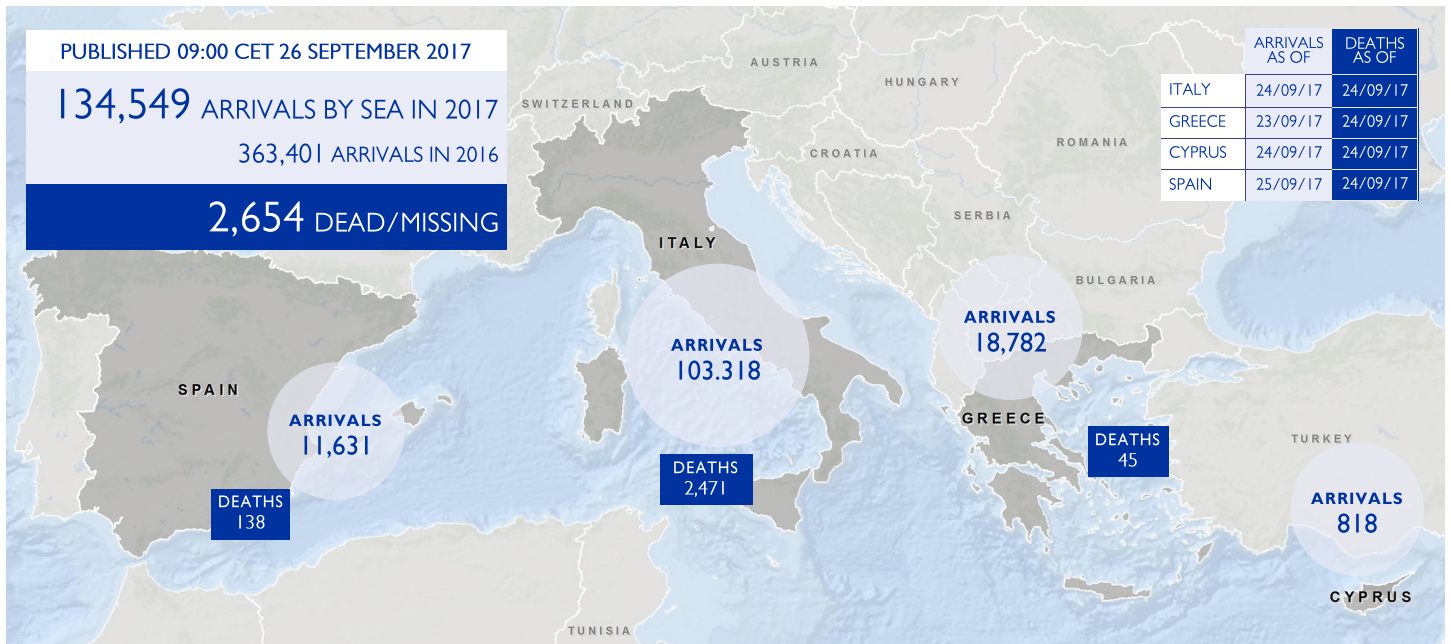 PUBLISHED 09:00 CET 26 SEPTEMBER 2017
134,549 ARRIVALS BY SEA IN 2017
363,401 ARRIVALS IN 2016
2,654 DEAD/MISSING
ARRIVALS AS OF
DEATHS AS OF
ITALY 24/09/17 24/09/17
GREECE 23/09/17 24/09/17
CYPRUS 24/09/17 24/09/17
SPAIN 25/09/17 24/09/17
AUSTRIA
HUNGARY
SWITZERLAND
ROMANIA
CROATIA
SERBIA
ITALY
BULGARIA
ARRIVALS
18,782
ARRIVALS
103.318
SPAIN
ARRIVALS
11,631
GREECE
DEATHS
45
TURKEY
DEATHS
2,471
DEATHS
138
ARRIVALS
818
CYPRUS
TUNISIA